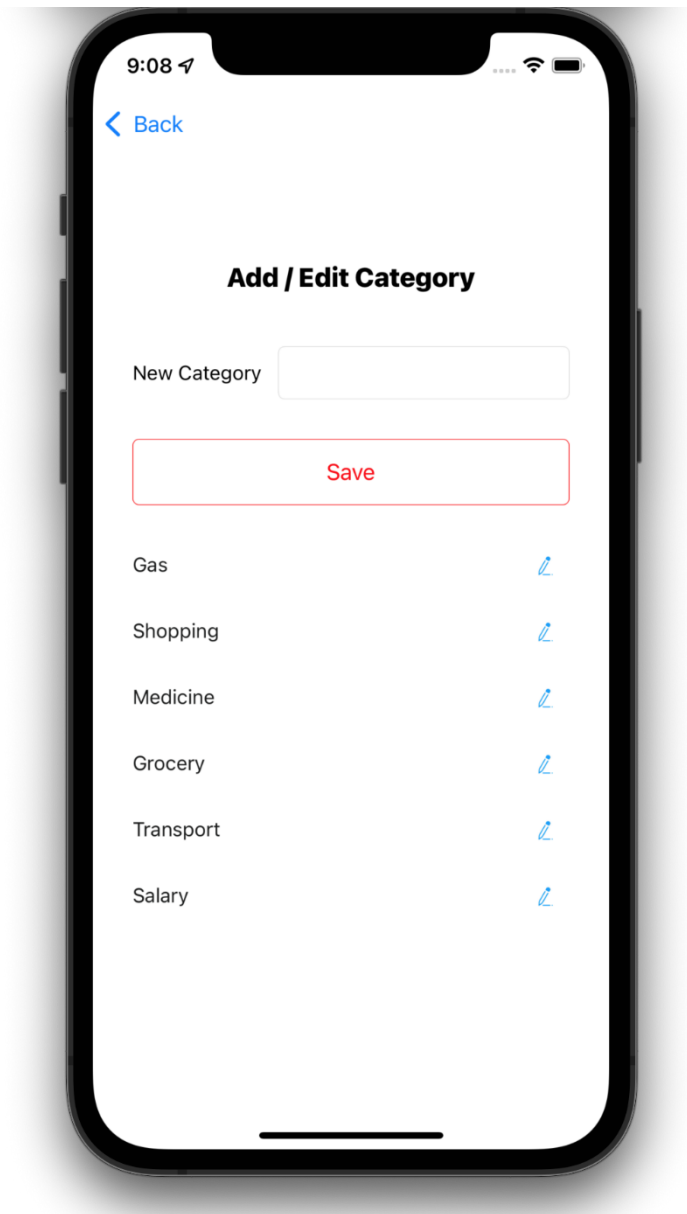 9:08
Back
Add / Edit Category
New Category
Save
Gas
Shopping
Medicine
Grocery
Transport
Salary